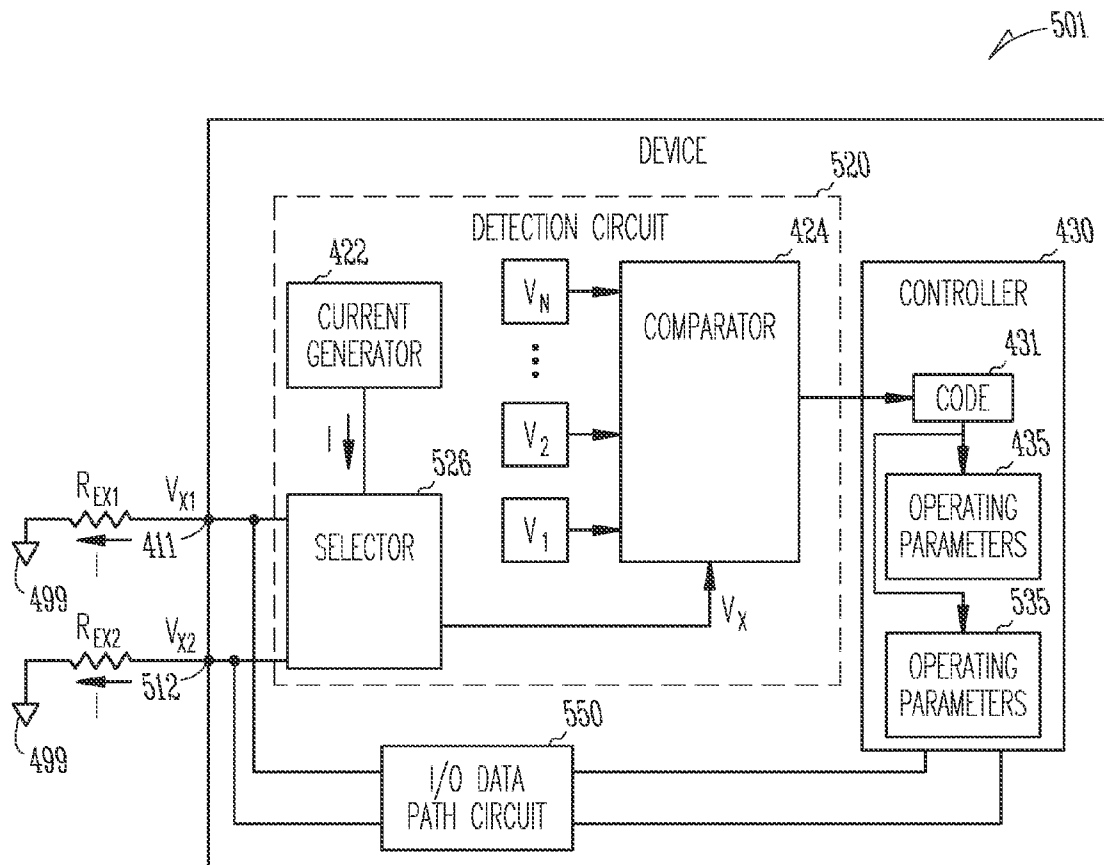 501
DEVICE
520
DETECTION CIRCUIT
422
CURRENT
GENERATOR
I
V_N
V_2
V_1
424
COMPARATOR
430
CONTROLLER
431
CODE
435
OPERATING
PARAMETERS
535
OPERATING
PARAMETERS
526
SELECTOR
V_X
R_EX1
V_X1
I
411
499
R_EX2
V_X2
I
512
499
550
I/O DATA
PATH CIRCUIT